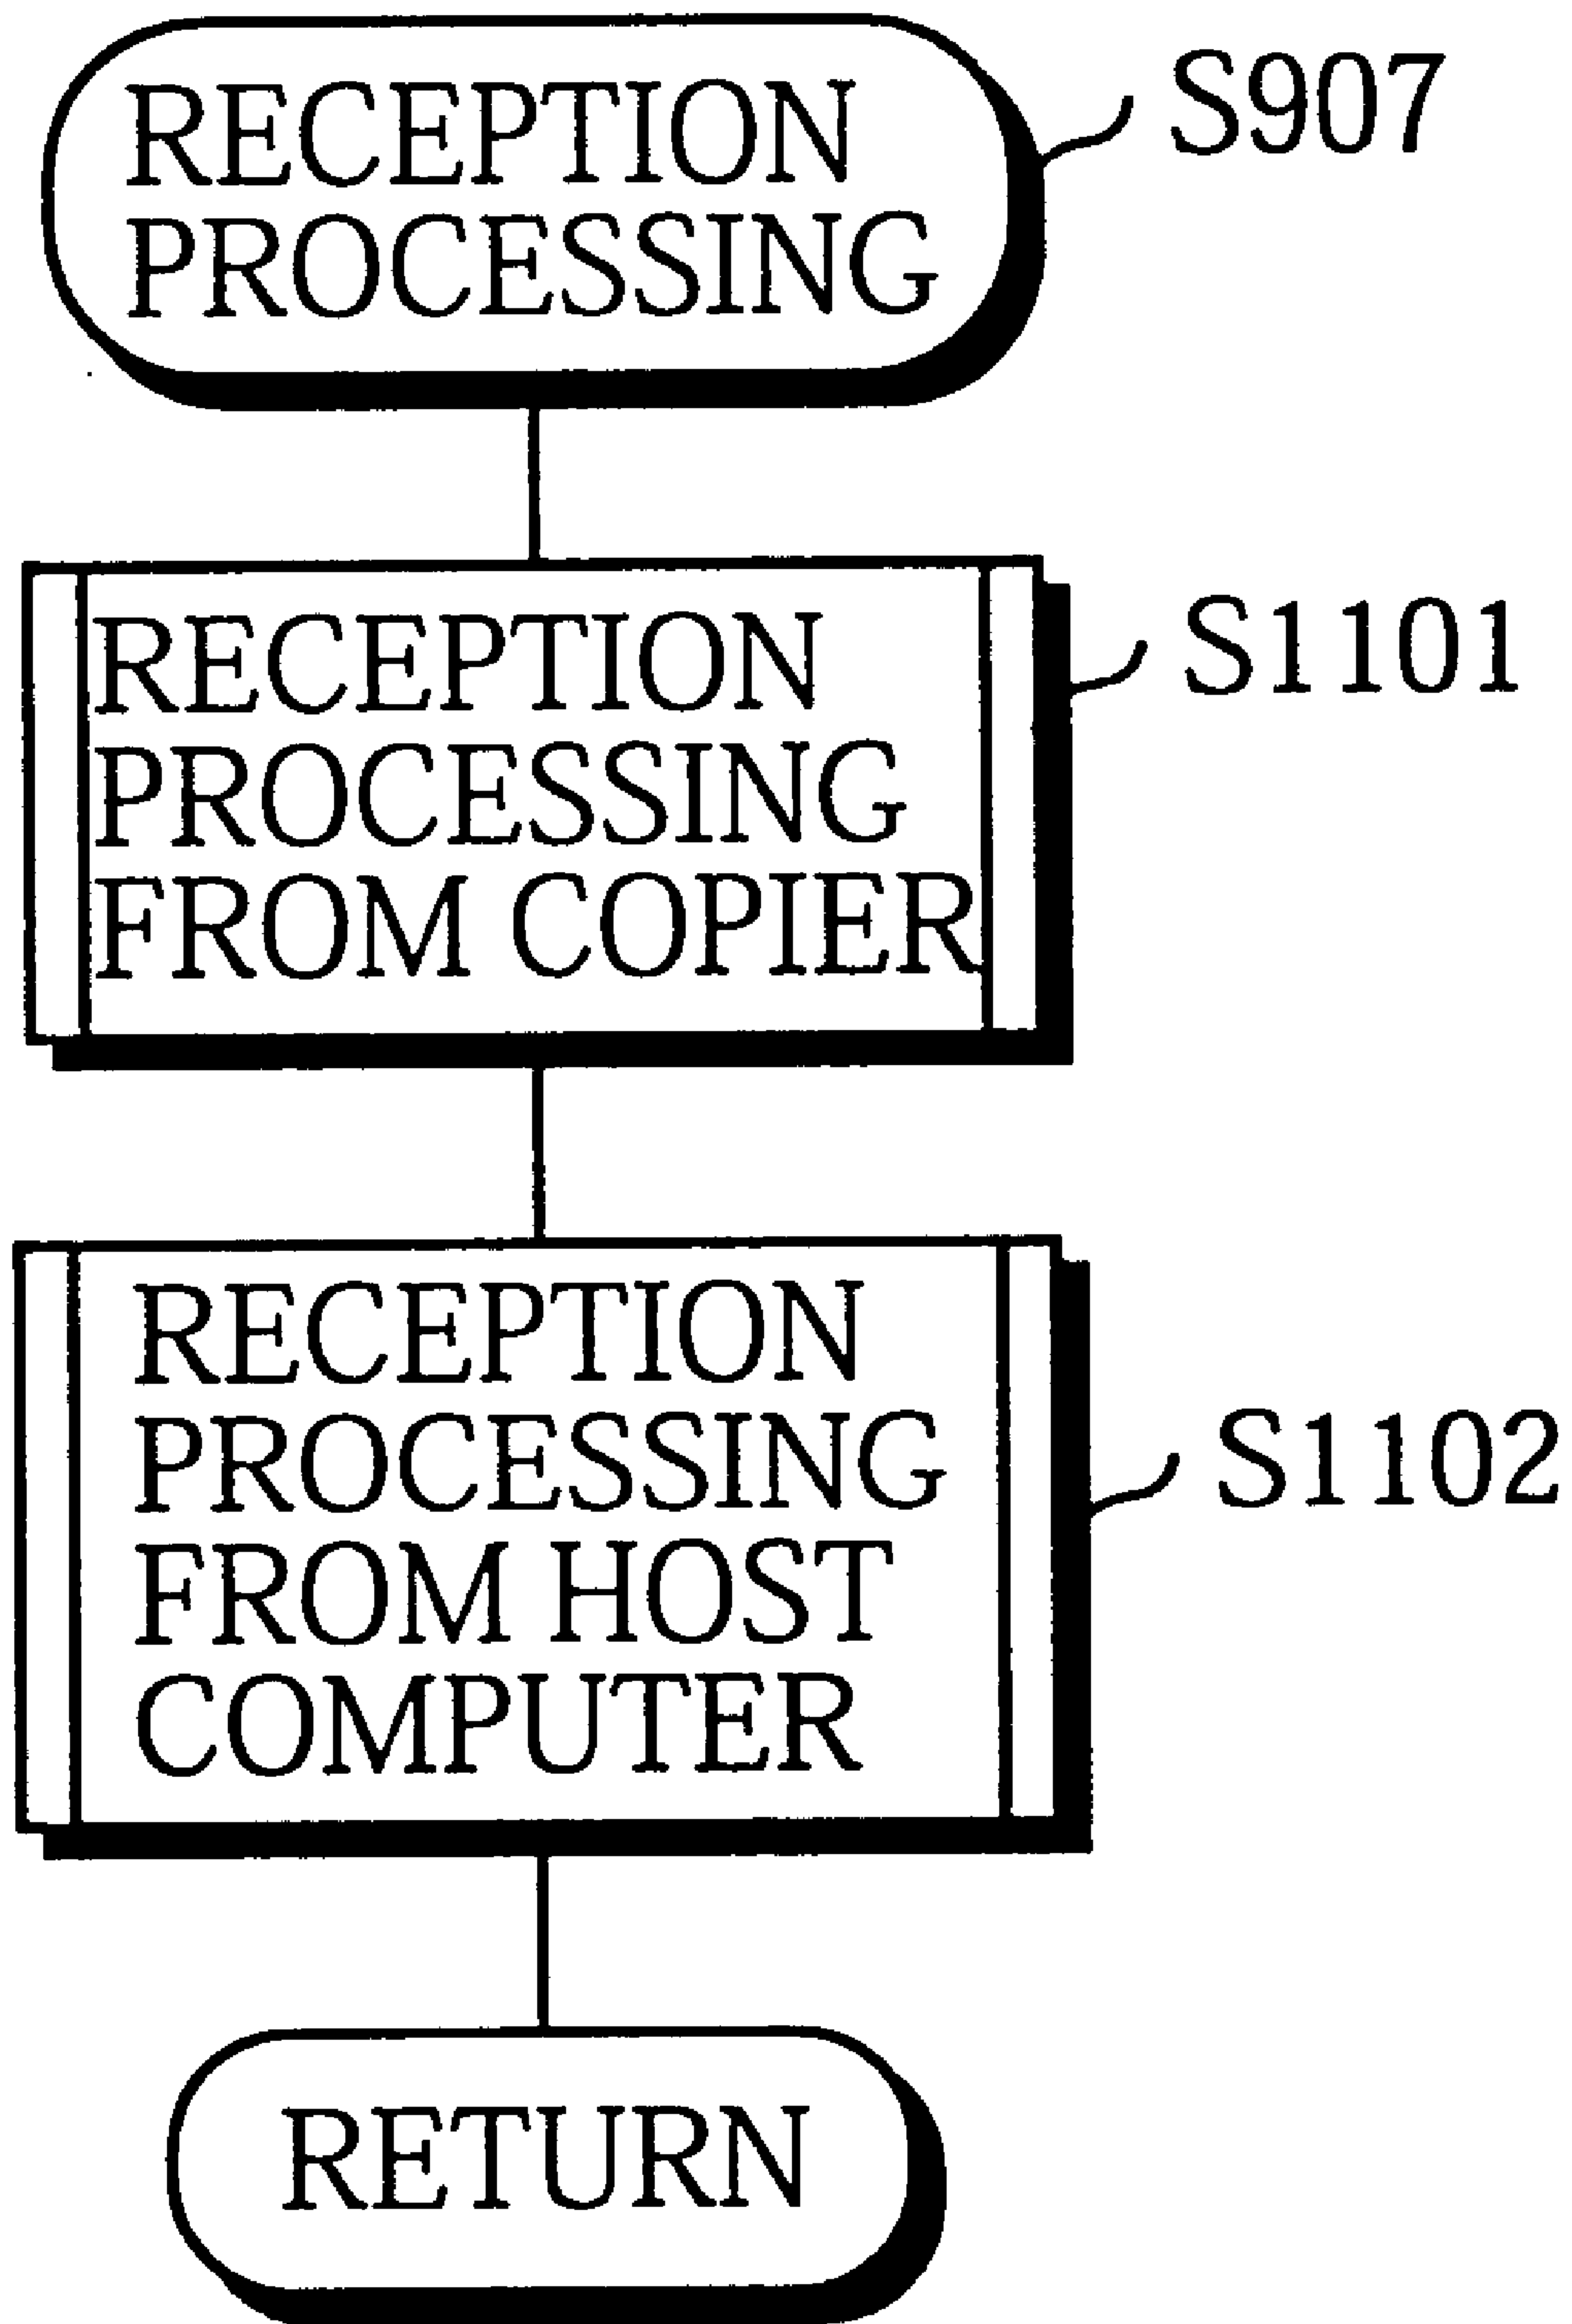 RECEPTION
PROCESSING
S907
RECEPTION
PROCESSING
FROM COPIER
S1101
RECEPTION
PROCESSING
FROM HOST
COMPUTER
S1102
RETURN